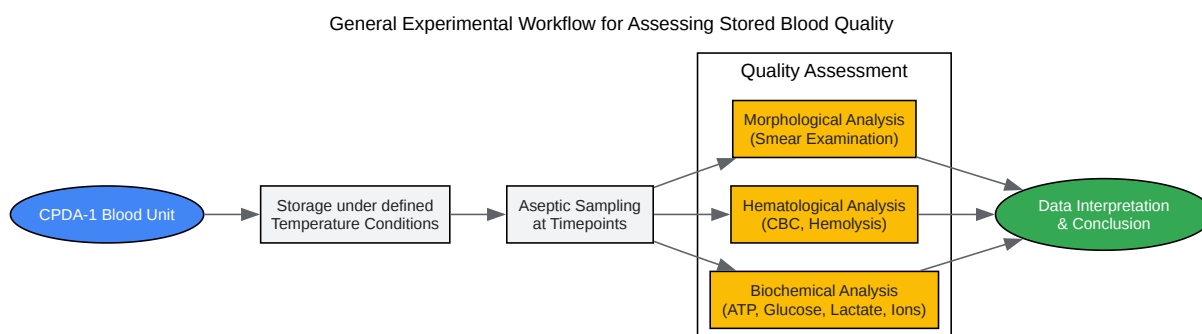 General Experimental Workflow for Assessing Stored Blood Quality
Quality Assessment
CPDA-1 Blood Unit
Storage under defined
Temperature Conditions
Aseptic Sampling
at Timepoints
Morphological Analysis
(Smear Examination)
Hematological Analysis
(CBC, Hemolysis)
Biochemical Analysis
(ATP, Glucose, Lactate, Ions)
Data Interpretation
& Conclusion